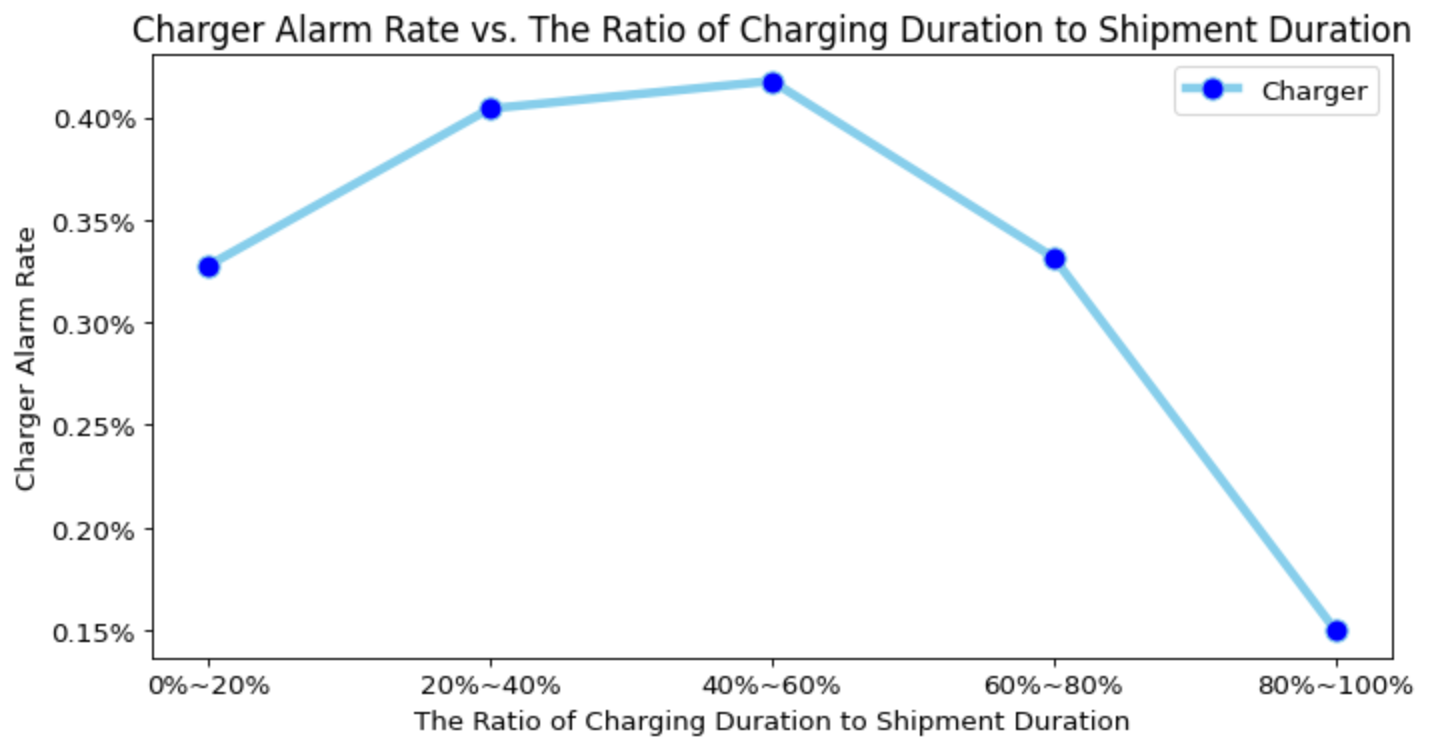 Charger Alarm Rate vs. The Ratio of Charging Duration to Shipment Duration
Charger
Charger Alarm Rate
0.40%
0.35%
0.30%
0.25%
0.20%
0.15%
0%~20% 20%~40% 40%~60% 60%~80% 80%~100%
The Ratio of Charging Duration to Shipment Duration